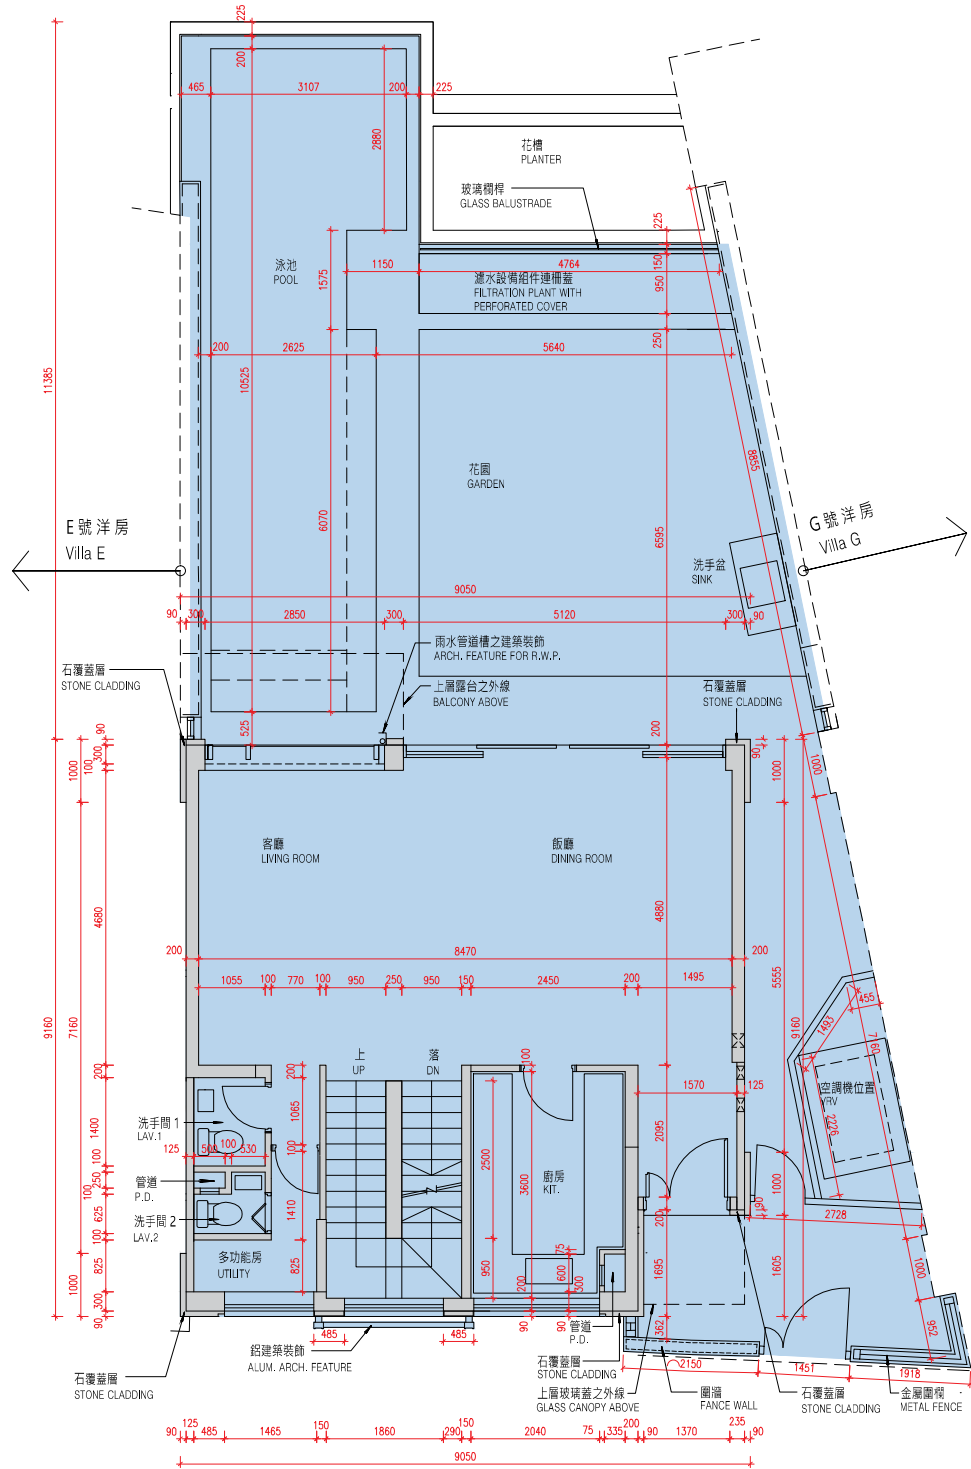 225
200
465
3107
200
225
2880
花槽
PLANTER
玻璃欄桿
GLASS BALUSTRADE
225
150
950
250
泳池
POOL
1575
1150
4764
濾水設備組件連柵蓋
FILTRATION PLANT WITH
PERFORATED COVER
200
2625
5640
11385
10525
8855
花園
GARDEN
6070
6595
E 號洋房
Villa E
G 號洋房
Villa G
洗手盆
SINK
9050
90
300
2850
300
5120
300
90
雨水管道槽之建築裝飾
ARCH. FEATURE FOR R.W.P.
石覆蓋層
STONE CLADDING
上層露台之外線
BALCONY ABOVE
石覆蓋層
STONE CLADDING
525
200
90
300
100
1000
90
1000
1000
客廳
LIVING ROOM
飯廳
DINING ROOM
4680
4880
200
8470
200
1055
100
770
100
950
250
950
150
2450
200
1495
5555
9160
7160
9160
455
1493
7160
上
UP
落
DN
200
200
100
1570
125
空調機位置
VRV
2226
1065
1400
2095
洗手間 1
LAV.1
125
500
100
530
100
2500
3600
廚房
KIT.
100
250
100
625
100
825
300
90
1000
管道
P.D.
洗手間 2
LAV.2
1410
825
多功能房
UTILITY
950
200
90
75
600
300
90
200
90
1000
2728
1695
1605
1000
362
952
485
485
鋁建築裝飾
ALUM. ARCH. FEATURE
管道
P.D.
石覆蓋層
STONE CLADDING
上層玻璃蓋之外線
GLASS CANOPY ABOVE
2150
1451
1918
圍牆
FANCE WALL
石覆蓋層
STONE CLADDING
金屬圍欄
METAL FENCE
石覆蓋層
STONE CLADDING
90
125
485
1465
150
1860
290
150
2040
75
335
200
90
1370
235
90
9050